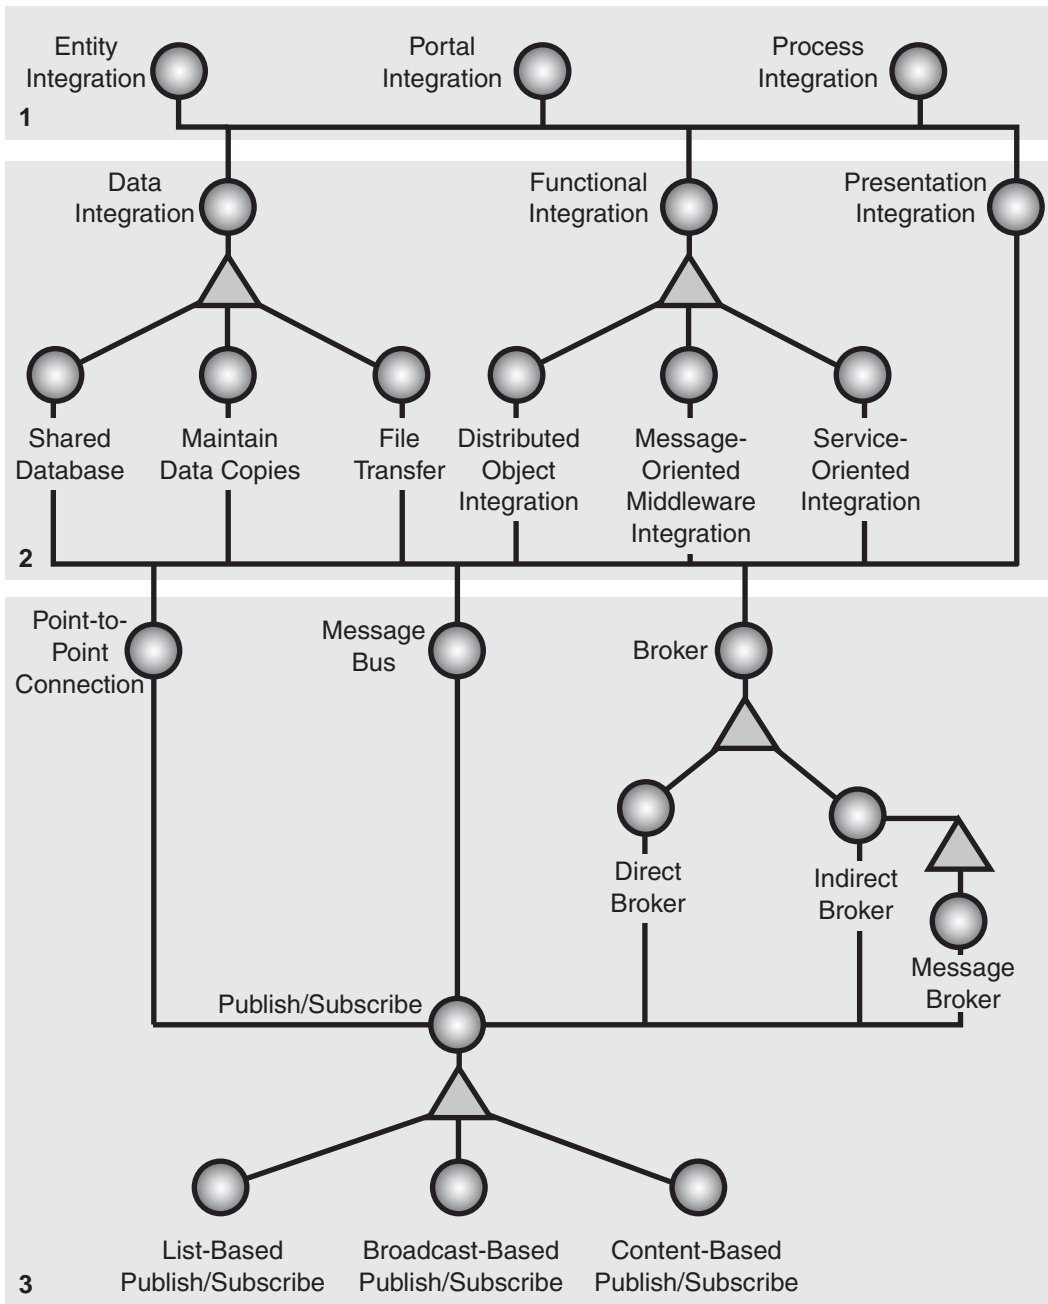 Entity
Integration
Portal
Integration
Process
Integration
1
Data
Integration
Functional
Integration
Presentation
Integration
Shared
Database
Maintain
Data Copies
File
Transfer
Distributed
Object
Integration
Message-
Oriented
Middleware
Integration
Service-
Oriented
Integration
2
Point-to-
Point
Connection
Message
Bus
Broker
Direct
Broker
Indirect
Broker
Message
Broker
Publish/Subscribe
List-Based
Publish/Subscribe
Broadcast-Based
Publish/Subscribe
Content-Based
Publish/Subscribe
3